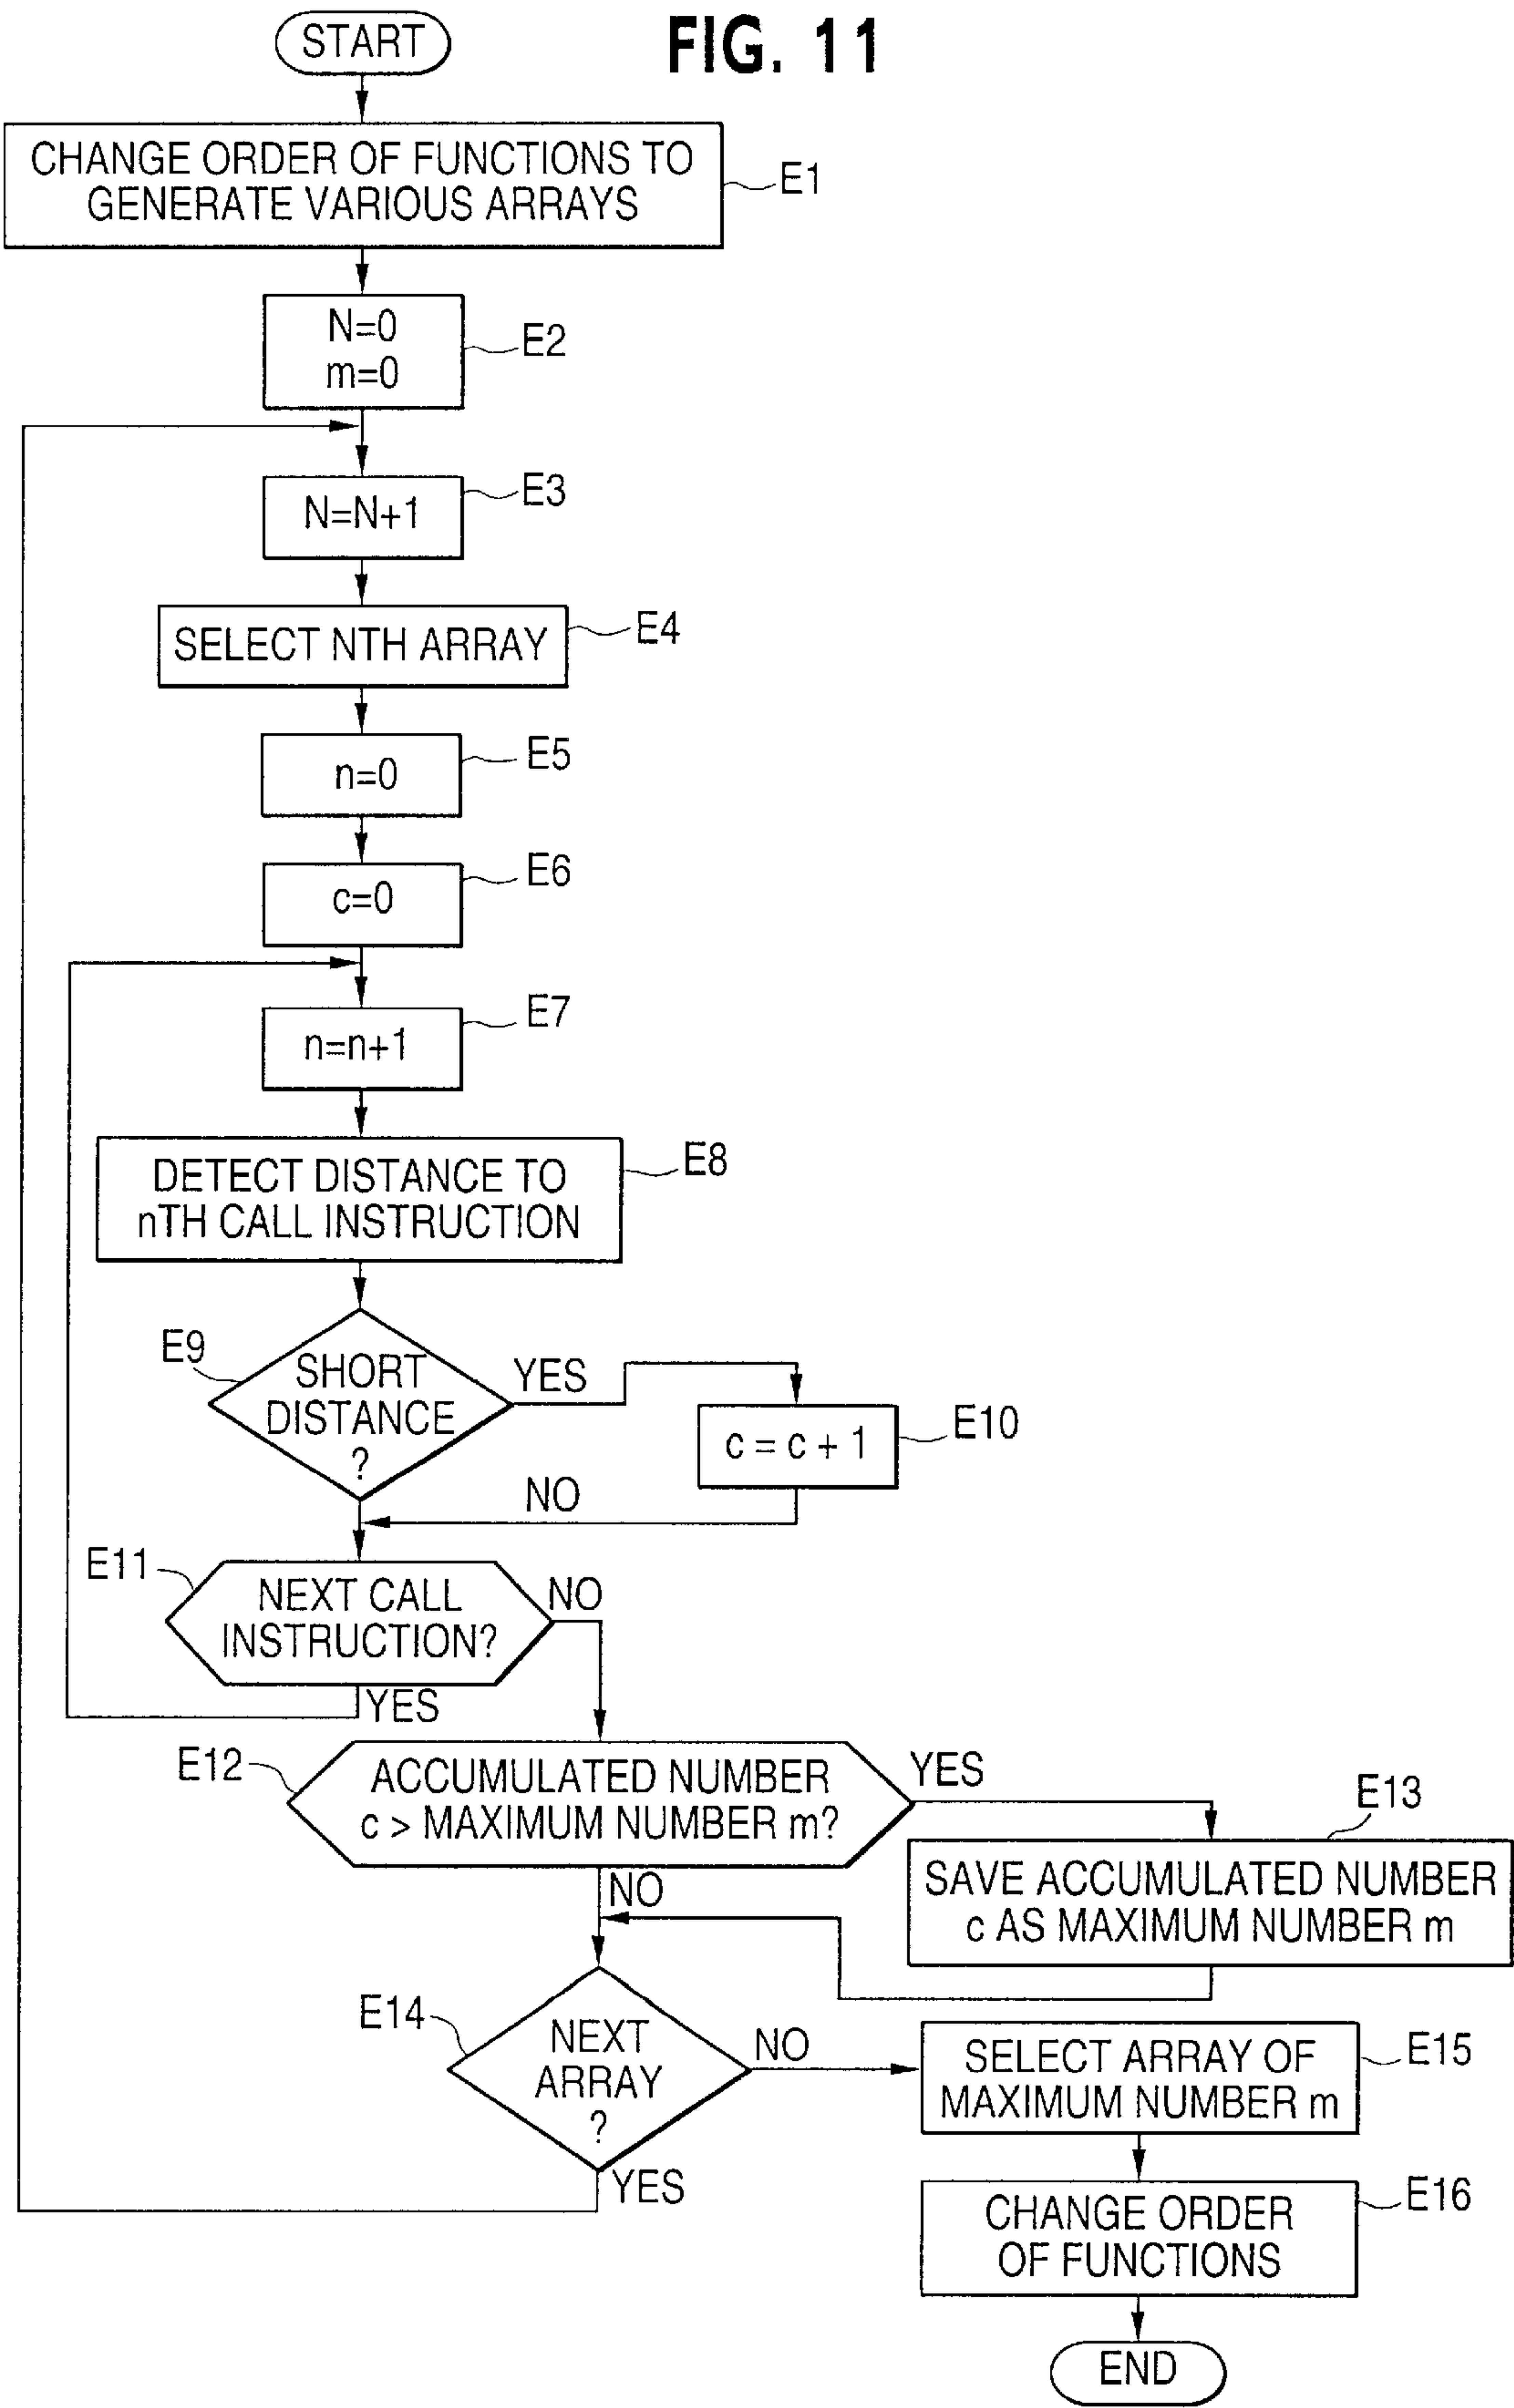 FIG. 11
START
CHANGE ORDER OF FUNCTIONS TO
GENERATE VARIOUS ARRAYS
E1
N=0
m=0
E2
N=N+1
E3
SELECT NTH ARRAY
E4
n=0
E5
c=0
E6
n=n+1
E7
DETECT DISTANCE TO
nTH CALL INSTRUCTION
E8
E9
SHORT
DISTANCE
?
YES
c = c + 1
E10
NO
E11
NEXT CALL
INSTRUCTION?
NO
YES
E12
ACCUMULATED NUMBER
c > MAXIMUM NUMBER m?
YES
E13
SAVE ACCUMULATED NUMBER
c AS MAXIMUM NUMBER m
NO
E14
NEXT
ARRAY
?
NO
YES
SELECT ARRAY OF
MAXIMUM NUMBER m
E15
CHANGE ORDER
OF FUNCTIONS
E16
END